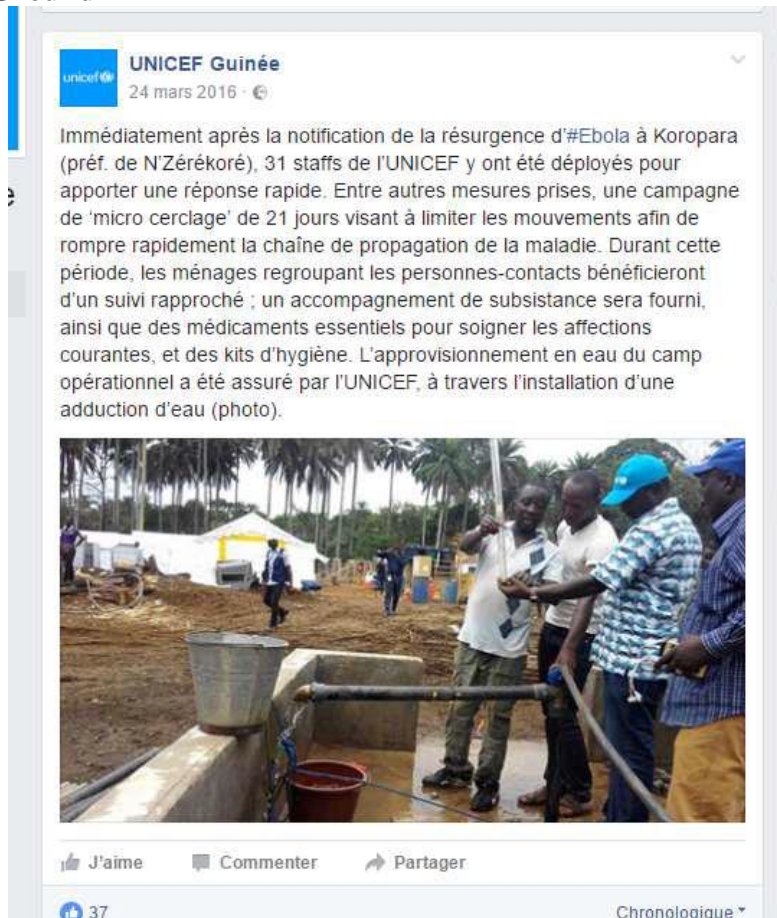 UNICEF Guinée
unicef
24 mars 2016 ·
Immédiatement après la notification de la résurgence d'#Ebola à Koropara
(préf. de N'Zérékoré), 31 staffs de l'UNICEF y ont été déployés pour
apporter une réponse rapide. Entre autres mesures prises, une campagne
de 'micro cerclage' de 21 jours visant à limiter les mouvements afin de
rompre rapidement la chaîne de propagation de la maladie. Durant cette
période, les ménages regroupant les personnes-contacts bénéficieront
d'un suivi rapproché ; un accompagnement de subsistance sera fourni,
ainsi que des médicaments essentiels pour soigner les affections
courantes, et des kits d'hygiène. L'approvisionnement en eau du camp
opérationnel a été assuré par l'UNICEF, à travers l'installation d'une
adduction d'eau (photo).
J'aime Commenter Partager
37 Chronologique